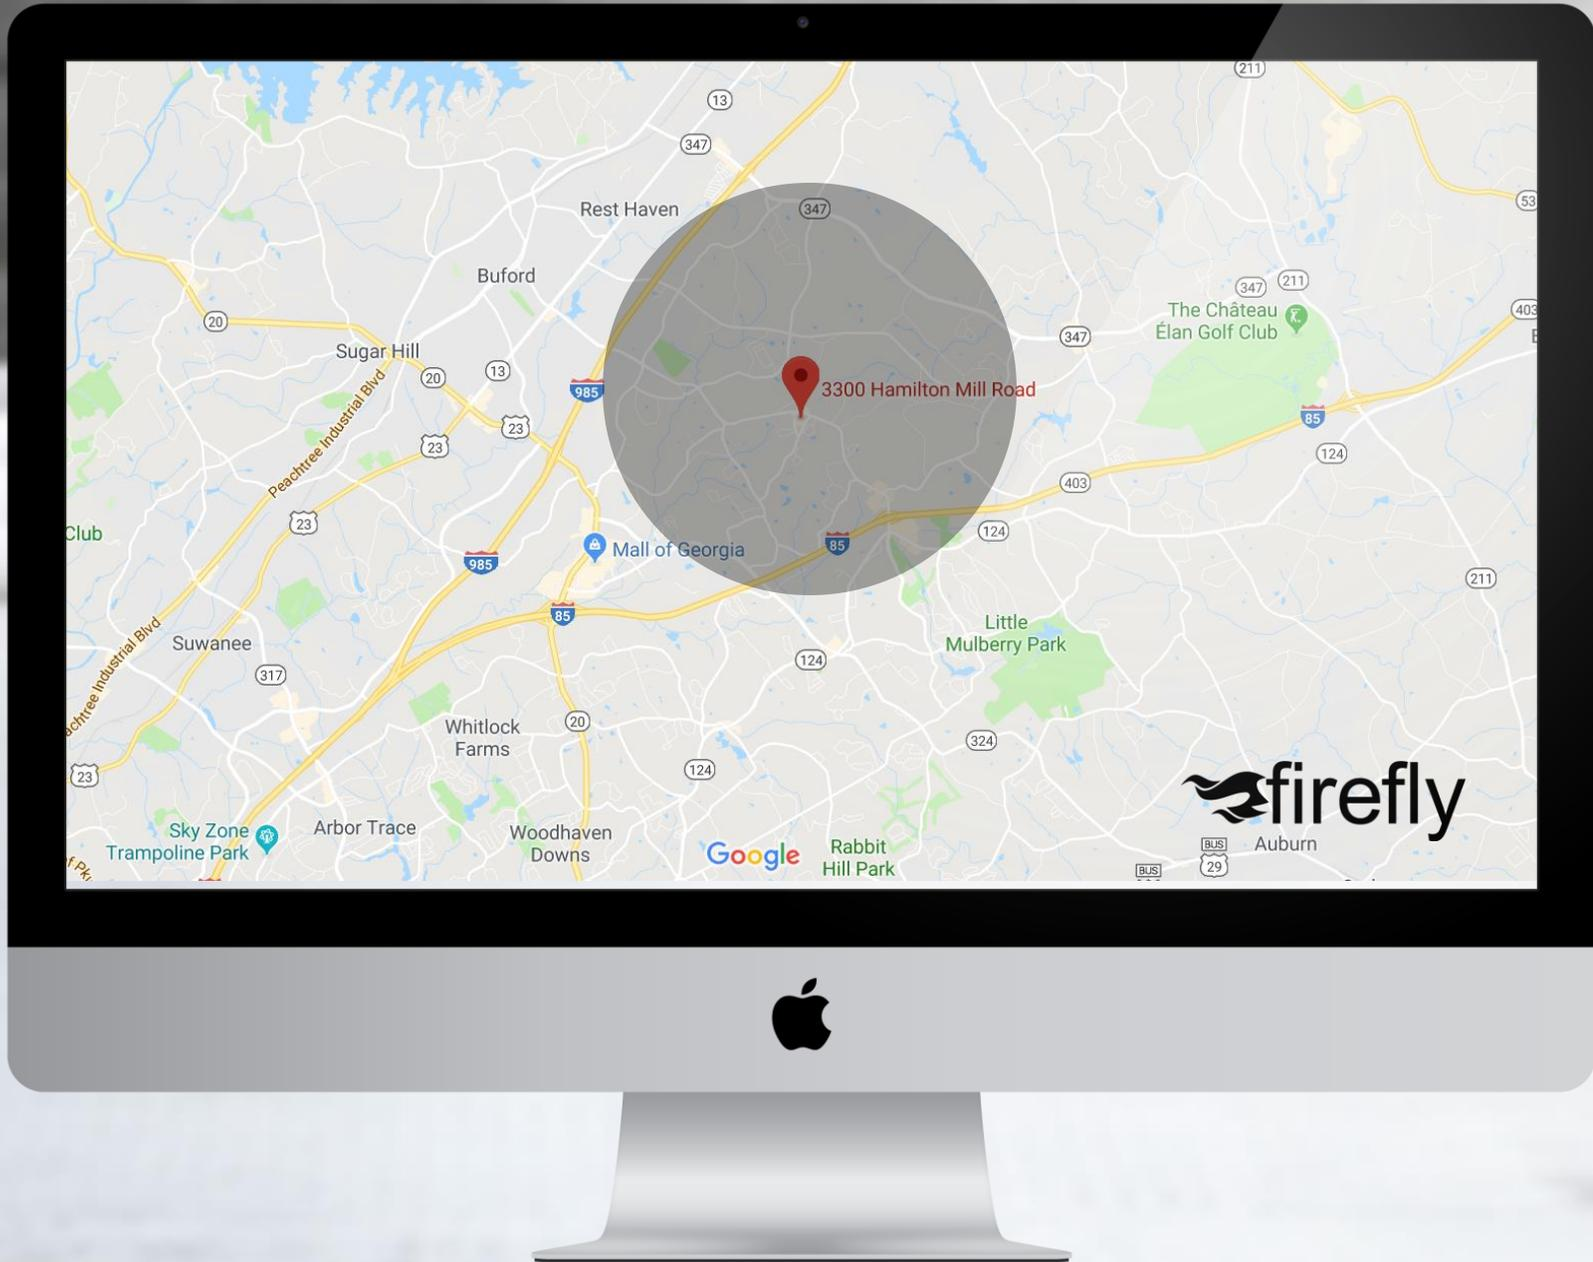 211
13
347
53
Rest Haven
347
Buford
347
211
The Château
Élan Golf Club
403
20
347
Sugar Hill
20
13
985
3300 Hamilton Mill Road
85
23
23
Peachtree Industrial Blvd
124
403
23
Club
124
85
Mall of Georgia
985
211
85
Little
Mulberry Park
Suwanee
124
317
achtree Industrial Blvd
Whitlock
Farms
20
324
124
23
firefly
Sky Zone
Trampoline Park
Arbor Trace
Woodhaven
Downs
Google
Rabbit
Hill Park
BUS
29
Auburn
BUS